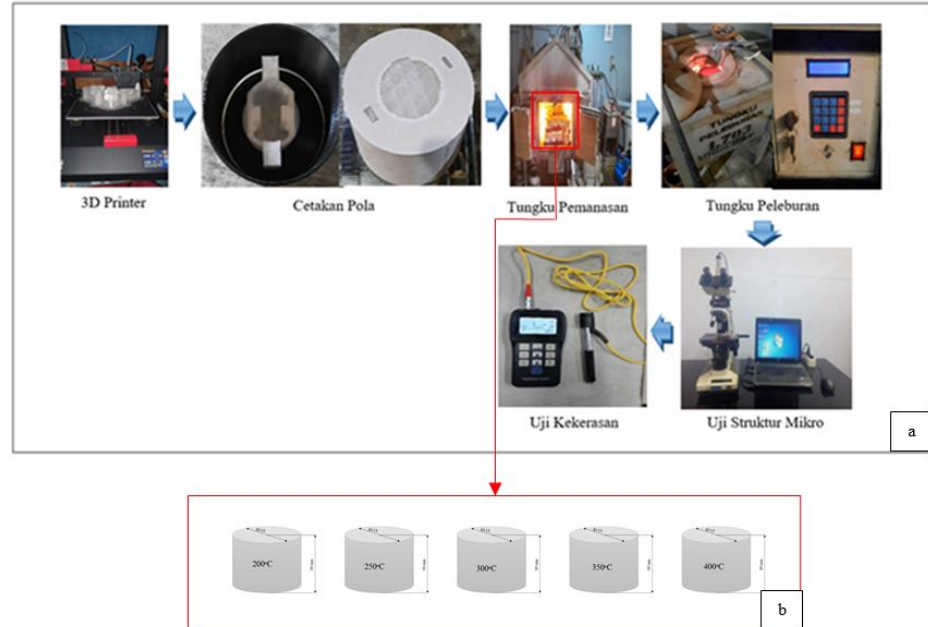 3D Printer
Cetakan Pola
Tungku Pemanasan
Tungku Peleburan
TUNGKU
PELEBURAN
Uji Kekerasan
Uji Struktur Mikro
a
200°C
250°C
300°C
350°C
400°C
b